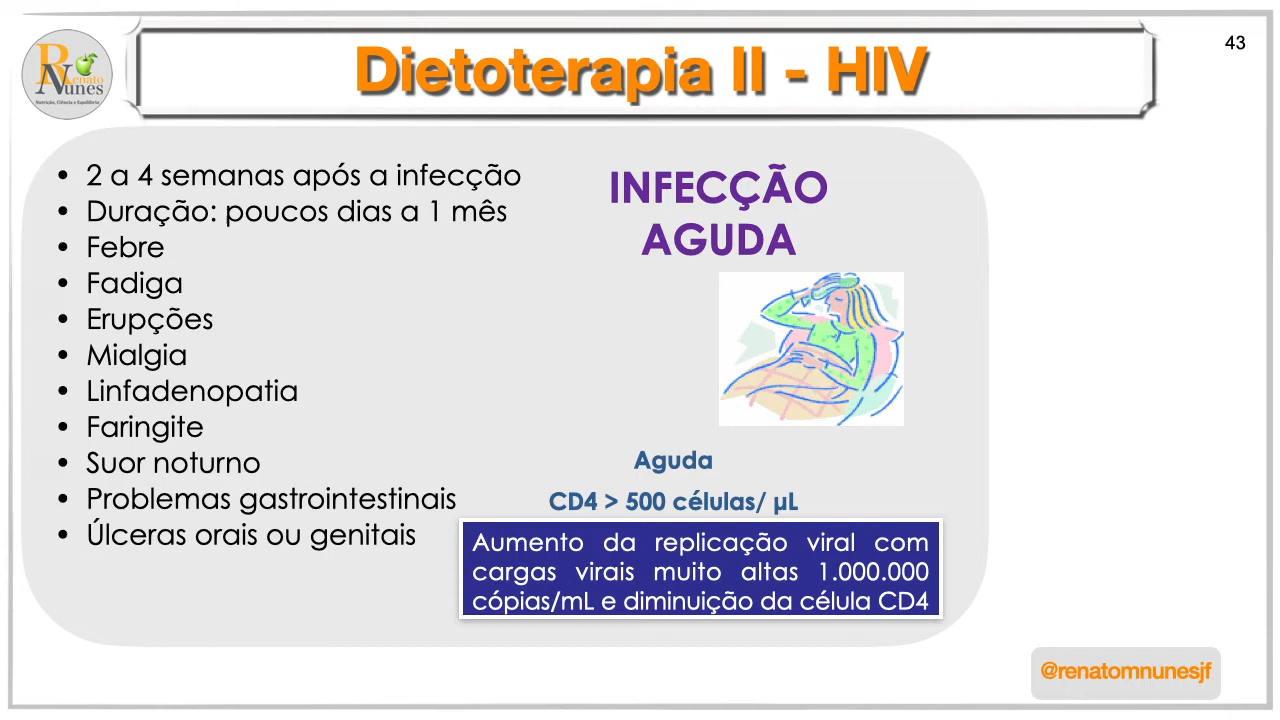 Renato
Nunes
Nutrição, Ciência e Equilíbrio
Dietoterapia II - HIV
43
• 2 a 4 semanas após a infecção
• Duração: poucos dias a 1 mês
• Febre
• Fadiga
• Erupções
• Mialgia
• Linfadenopatia
• Faringite
• Suor noturno
• Problemas gastrointestinais
• Úlceras orais ou genitais
INFECÇÃO
AGUDA
Aguda
CD4 > 500 células/ µL
Aumento da replicação viral com
cargas virais muito altas 1.000.000
cópias/mL e diminuição da célula CD4
@renatomnunesjf